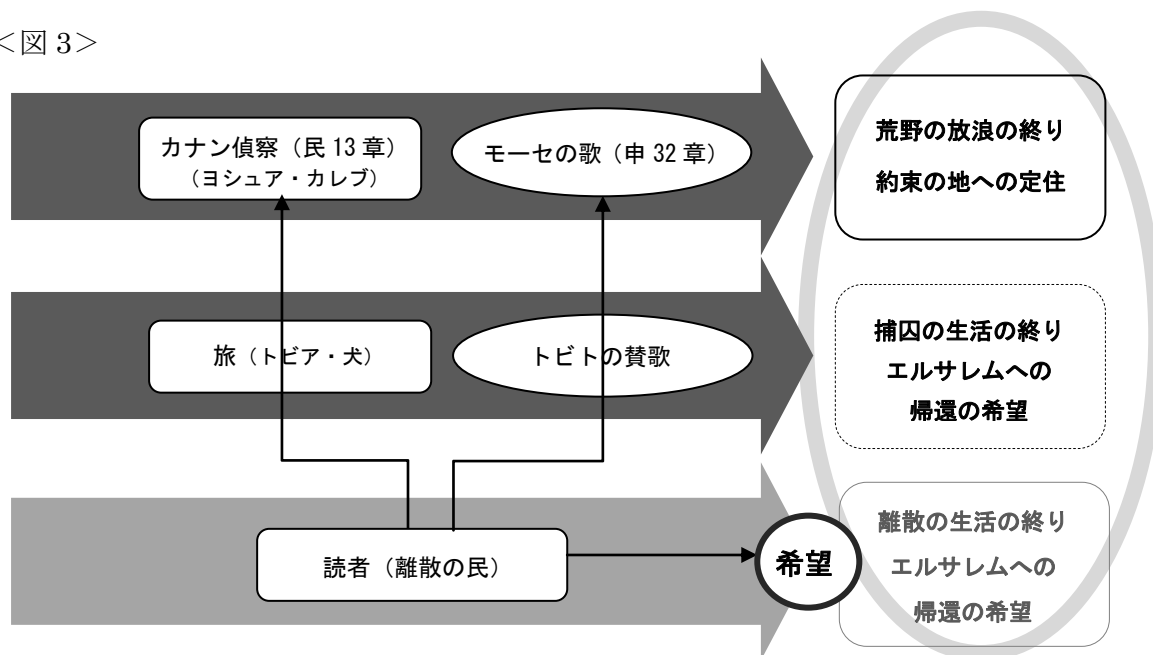 <図 3>
カナン偵察（民 13 章）
（ヨシュア・カレブ）
モーセの歌（申 32 章）
荒野の放浪の終り
約束の地への定住
旅（トビア・犬）
トビトの賛歌
捕囚の生活の終り
エルサレムへの
帰還の希望
読者（離散の民）
希望
離散の生活の終り
エルサレムへの
帰還の希望